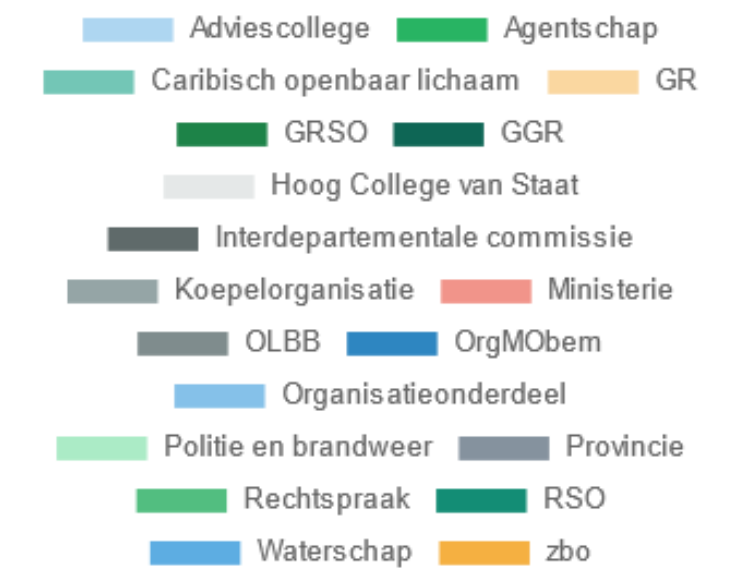 Adviescollege Agentschap
Caribisch openbaar lichaam GR
GRSO GGR
Hoog College van Staat
Interdepartementale commissie
Koepelorganisatie Ministerie
OLBB OrgMObem
Organisatieonderdeel
Politie en brandweer Provincie
Rechtspraak RSO
Waterschap zbo